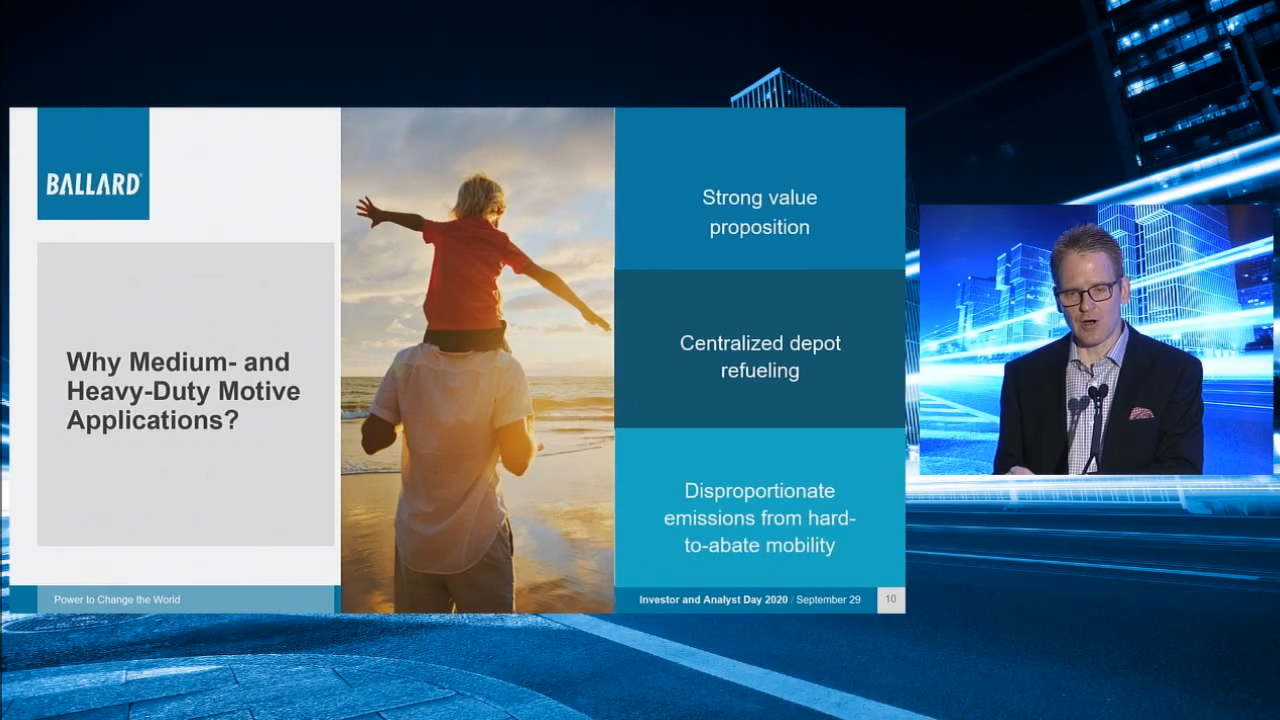 BALLARD
Why Medium- and
Heavy-Duty Motive
Applications?
Strong value
proposition
Centralized depot
refueling
Disproportionate
emissions from hard-
to-abate mobility
Power to Change the World
Investor and Analyst Day 2020 / September 29
10